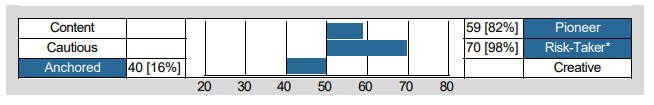 Content 59 [82%] Pioneer
Cautious 70 [98%] Risk-Taker*
Anchored 40 [16%] Creative
20 30 40 50 60 70 80